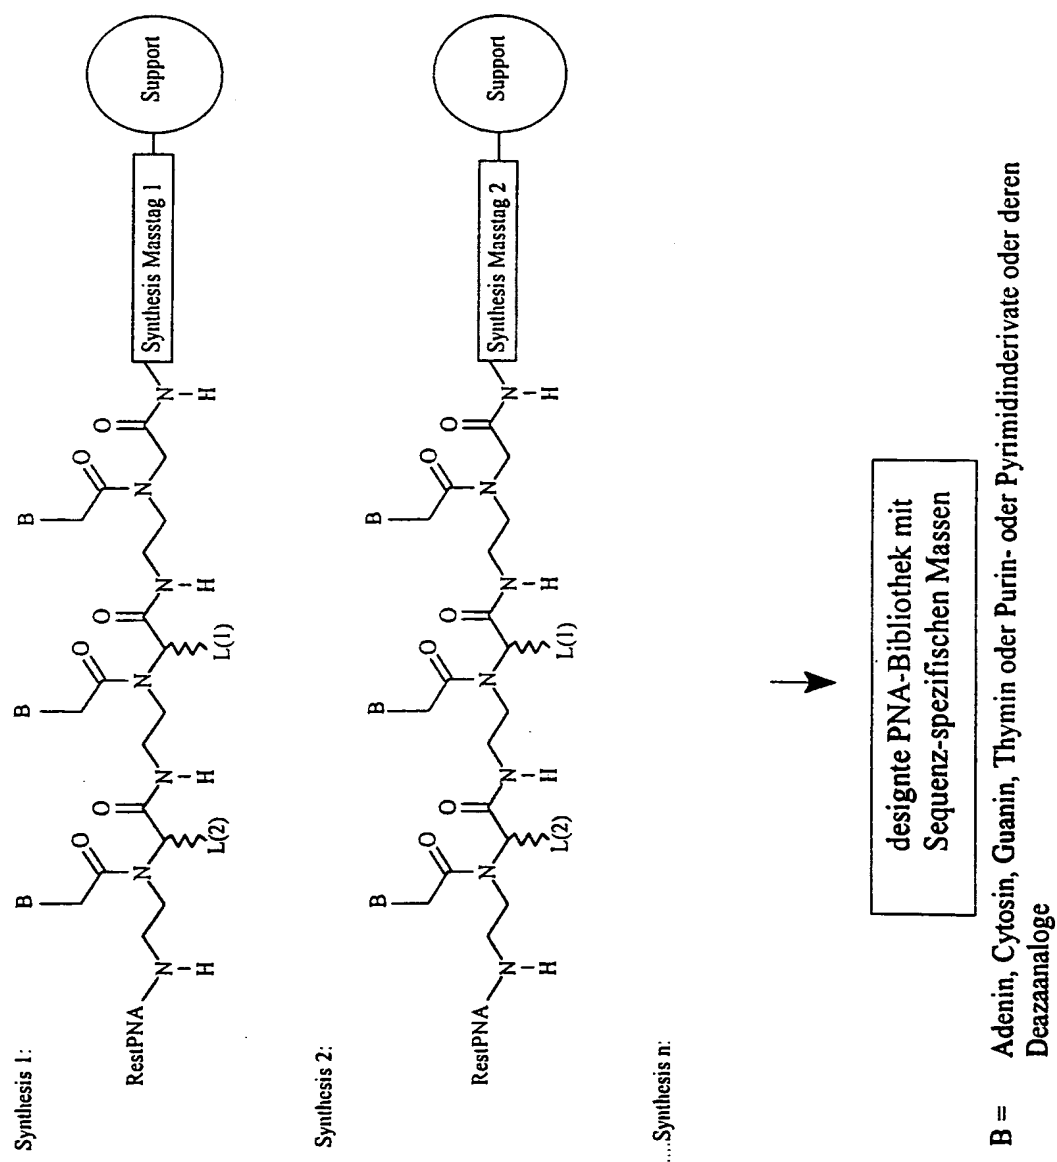 Synthesis 1:
B B B
O O O
O O O
N N N
RestPNA N N N N Synthesis Masstag 1 Support
H H H H
L(2) L(1)
Synthesis 2:
B B B
O O O
O O O
N N N
RestPNA N N N N Synthesis Masstag 2 Support
H H H H
L(2) L(1)
....Synthesis n:
designte PNA-Bibliothek mit
Sequenz-spezifischen Massen
B = Adenin, Cytosin, Guanin, Thymin oder Purin- oder Pyrimidinderivate oder deren
Deazaanaloge